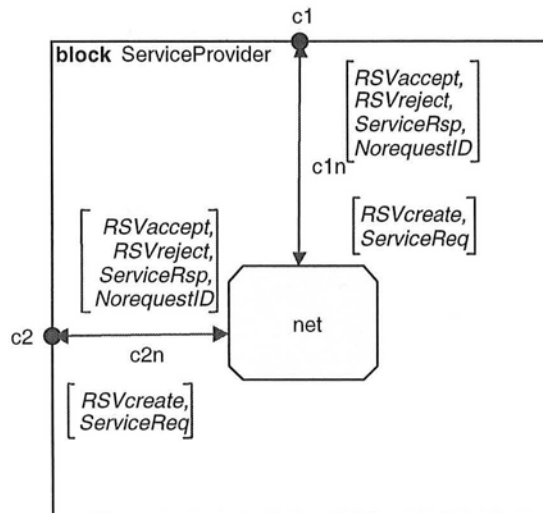 c1
block ServiceProvider
RSVaccept,
RSVreject,
ServiceRsp,
NorequestID
c1n
RSVcreate,
ServiceReq
RSVaccept,
RSVreject,
ServiceRsp,
NorequestID
net
c2
c2n
RSVcreate,
ServiceReq